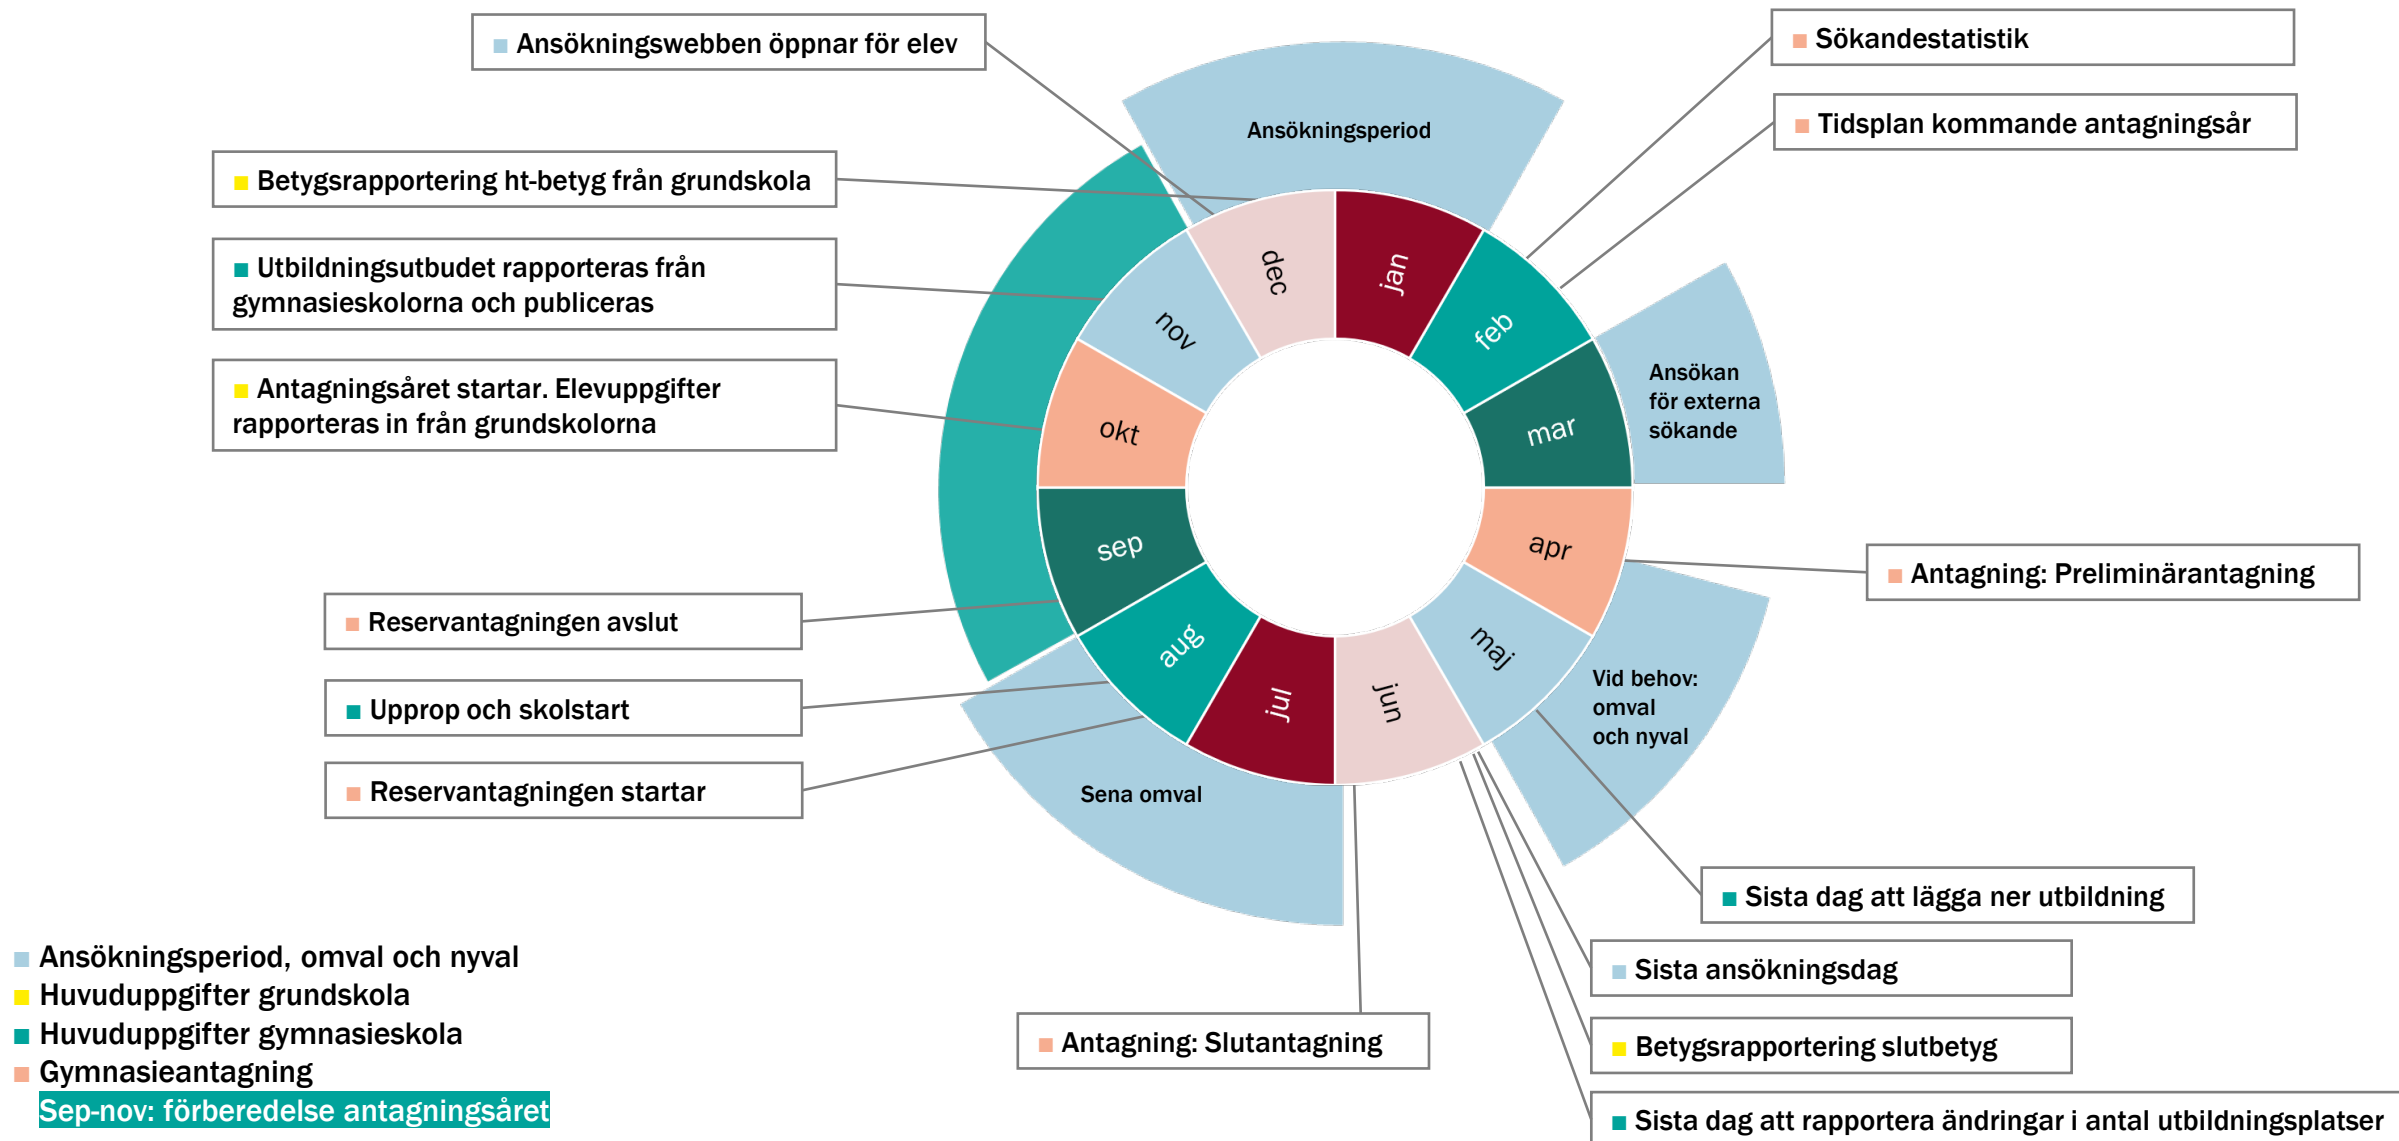 Ansökningswebben öppnar för elev
Sökandestatistik
Tidsplan kommande antagningsår
Ansökningsperiod
Betygsrapportering ht-betyg från grundskola
Utbildningsutbudet rapporteras från
gymnasieskolorna och publiceras
Antagningsåret startar. Elevuppgifter
rapporteras in från grundskolorna
dec
jan
nov
feb
okt
mar
sep
apr
aug
maj
jul
jun
Ansökan
för externa
sökande
Antagning: Preliminärantagning
Reservantagningen avslut
Upprop och skolstart
Reservantagningen startar
Vid behov:
omval
och nyval
Sena omval
Sista dag att lägga ner utbildning
Sista ansökningsdag
Betygsrapportering slutbetyg
Sista dag att rapportera ändringar i antal utbildningsplatser
Antagning: Slutantagning
Ansökningsperiod, omval och nyval
Huvuduppgifter grundskola
Huvuduppgifter gymnasieskola
Gymnasieantagning
Sep-nov: förberedelse antagningsåret